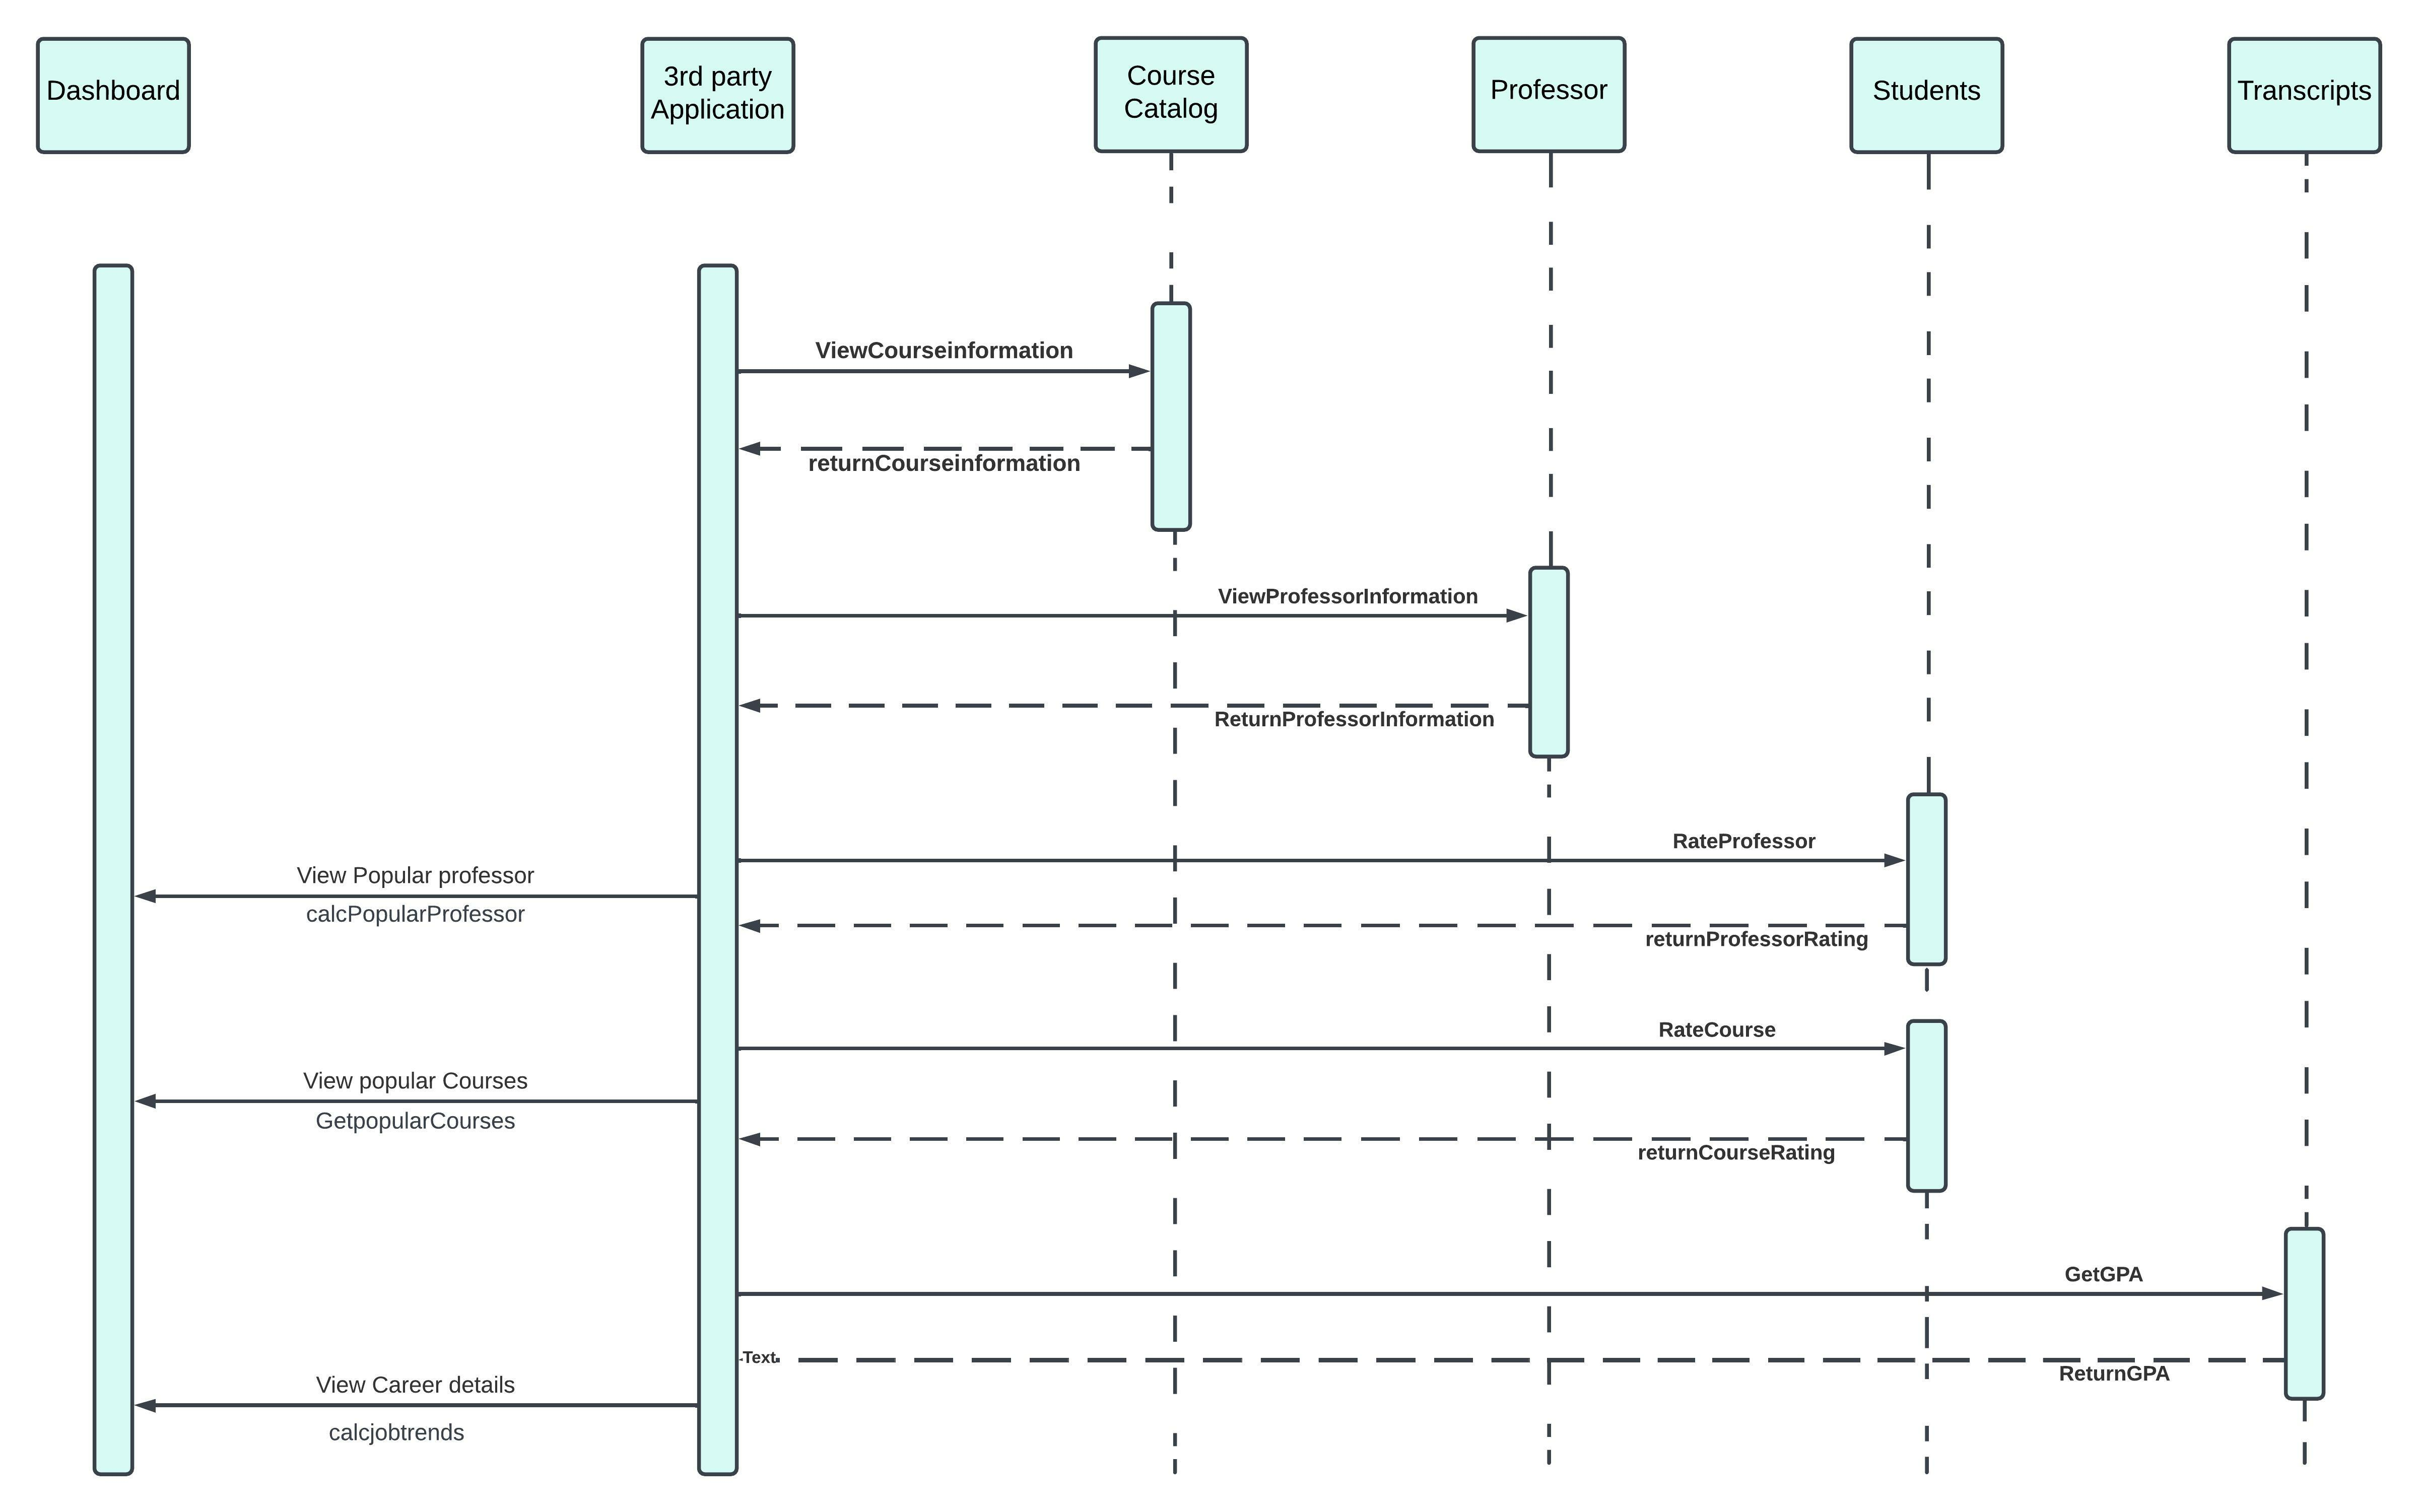 Dashboard
3rd party
Application
Course
Catalog
Professor
Students
Transcripts
ViewCourseinformation
returnCourseinformation
ViewProfessorInformation
ReturnProfessorInformation
RateProfessor
View Popular professor
calcPopularProfessor
returnProfessorRating
RateCourse
View popular Courses
GetpopularCourses
returnCourseRating
GetGPA
Text
ReturnGPA
View Career details
calcjobtrends